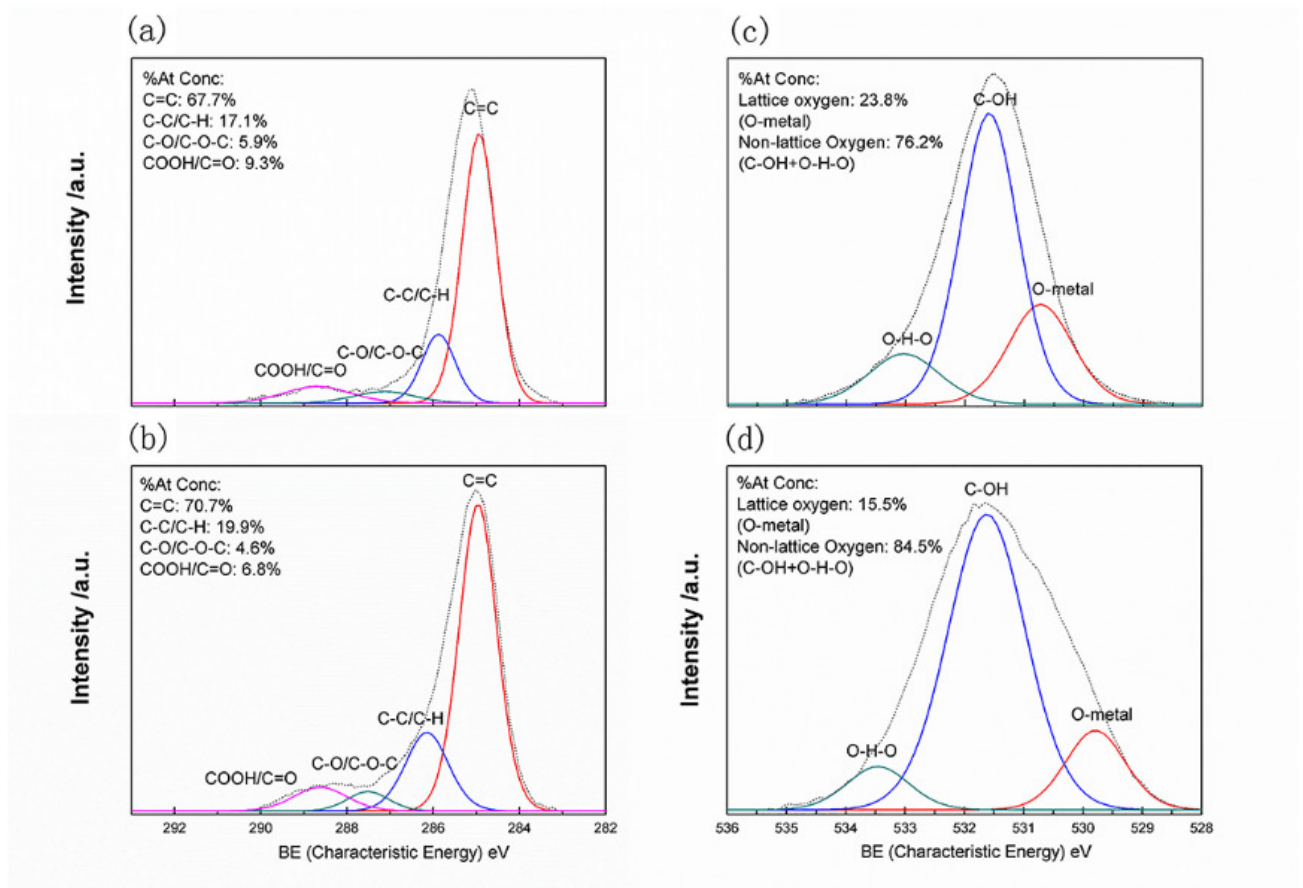 (a)
%At Conc:
C=C: 67.7%
C-C/C-H: 17.1%
C-O/C-O-C: 5.9%
COOH/C=O: 9.3%
C=C
C-C/C-H
C-O/C-O-C
COOH/C=O
Intensity /a.u.
(c)
%At Conc:
Lattice oxygen: 23.8%
(O-metal)
Non-lattice Oxygen: 76.2%
(C-OH+O-H-O)
C-OH
O-metal
O-H-O
Intensity /a.u.
(b)
%At Conc:
C=C: 70.7%
C-C/C-H: 19.9%
C-O/C-O-C: 4.6%
COOH/C=O: 6.8%
C=C
C-C/C-H
C-O/C-O-C
COOH/C=O
Intensity /a.u.
292 290 288 286 284 282
BE (Characteristic Energy) eV
(d)
%At Conc:
Lattice oxygen: 15.5%
(O-metal)
Non-lattice Oxygen: 84.5%
(C-OH+O-H-O)
C-OH
O-metal
O-H-O
Intensity /a.u.
536 535 534 533 532 531 530 529 528
BE (Characteristic Energy) eV